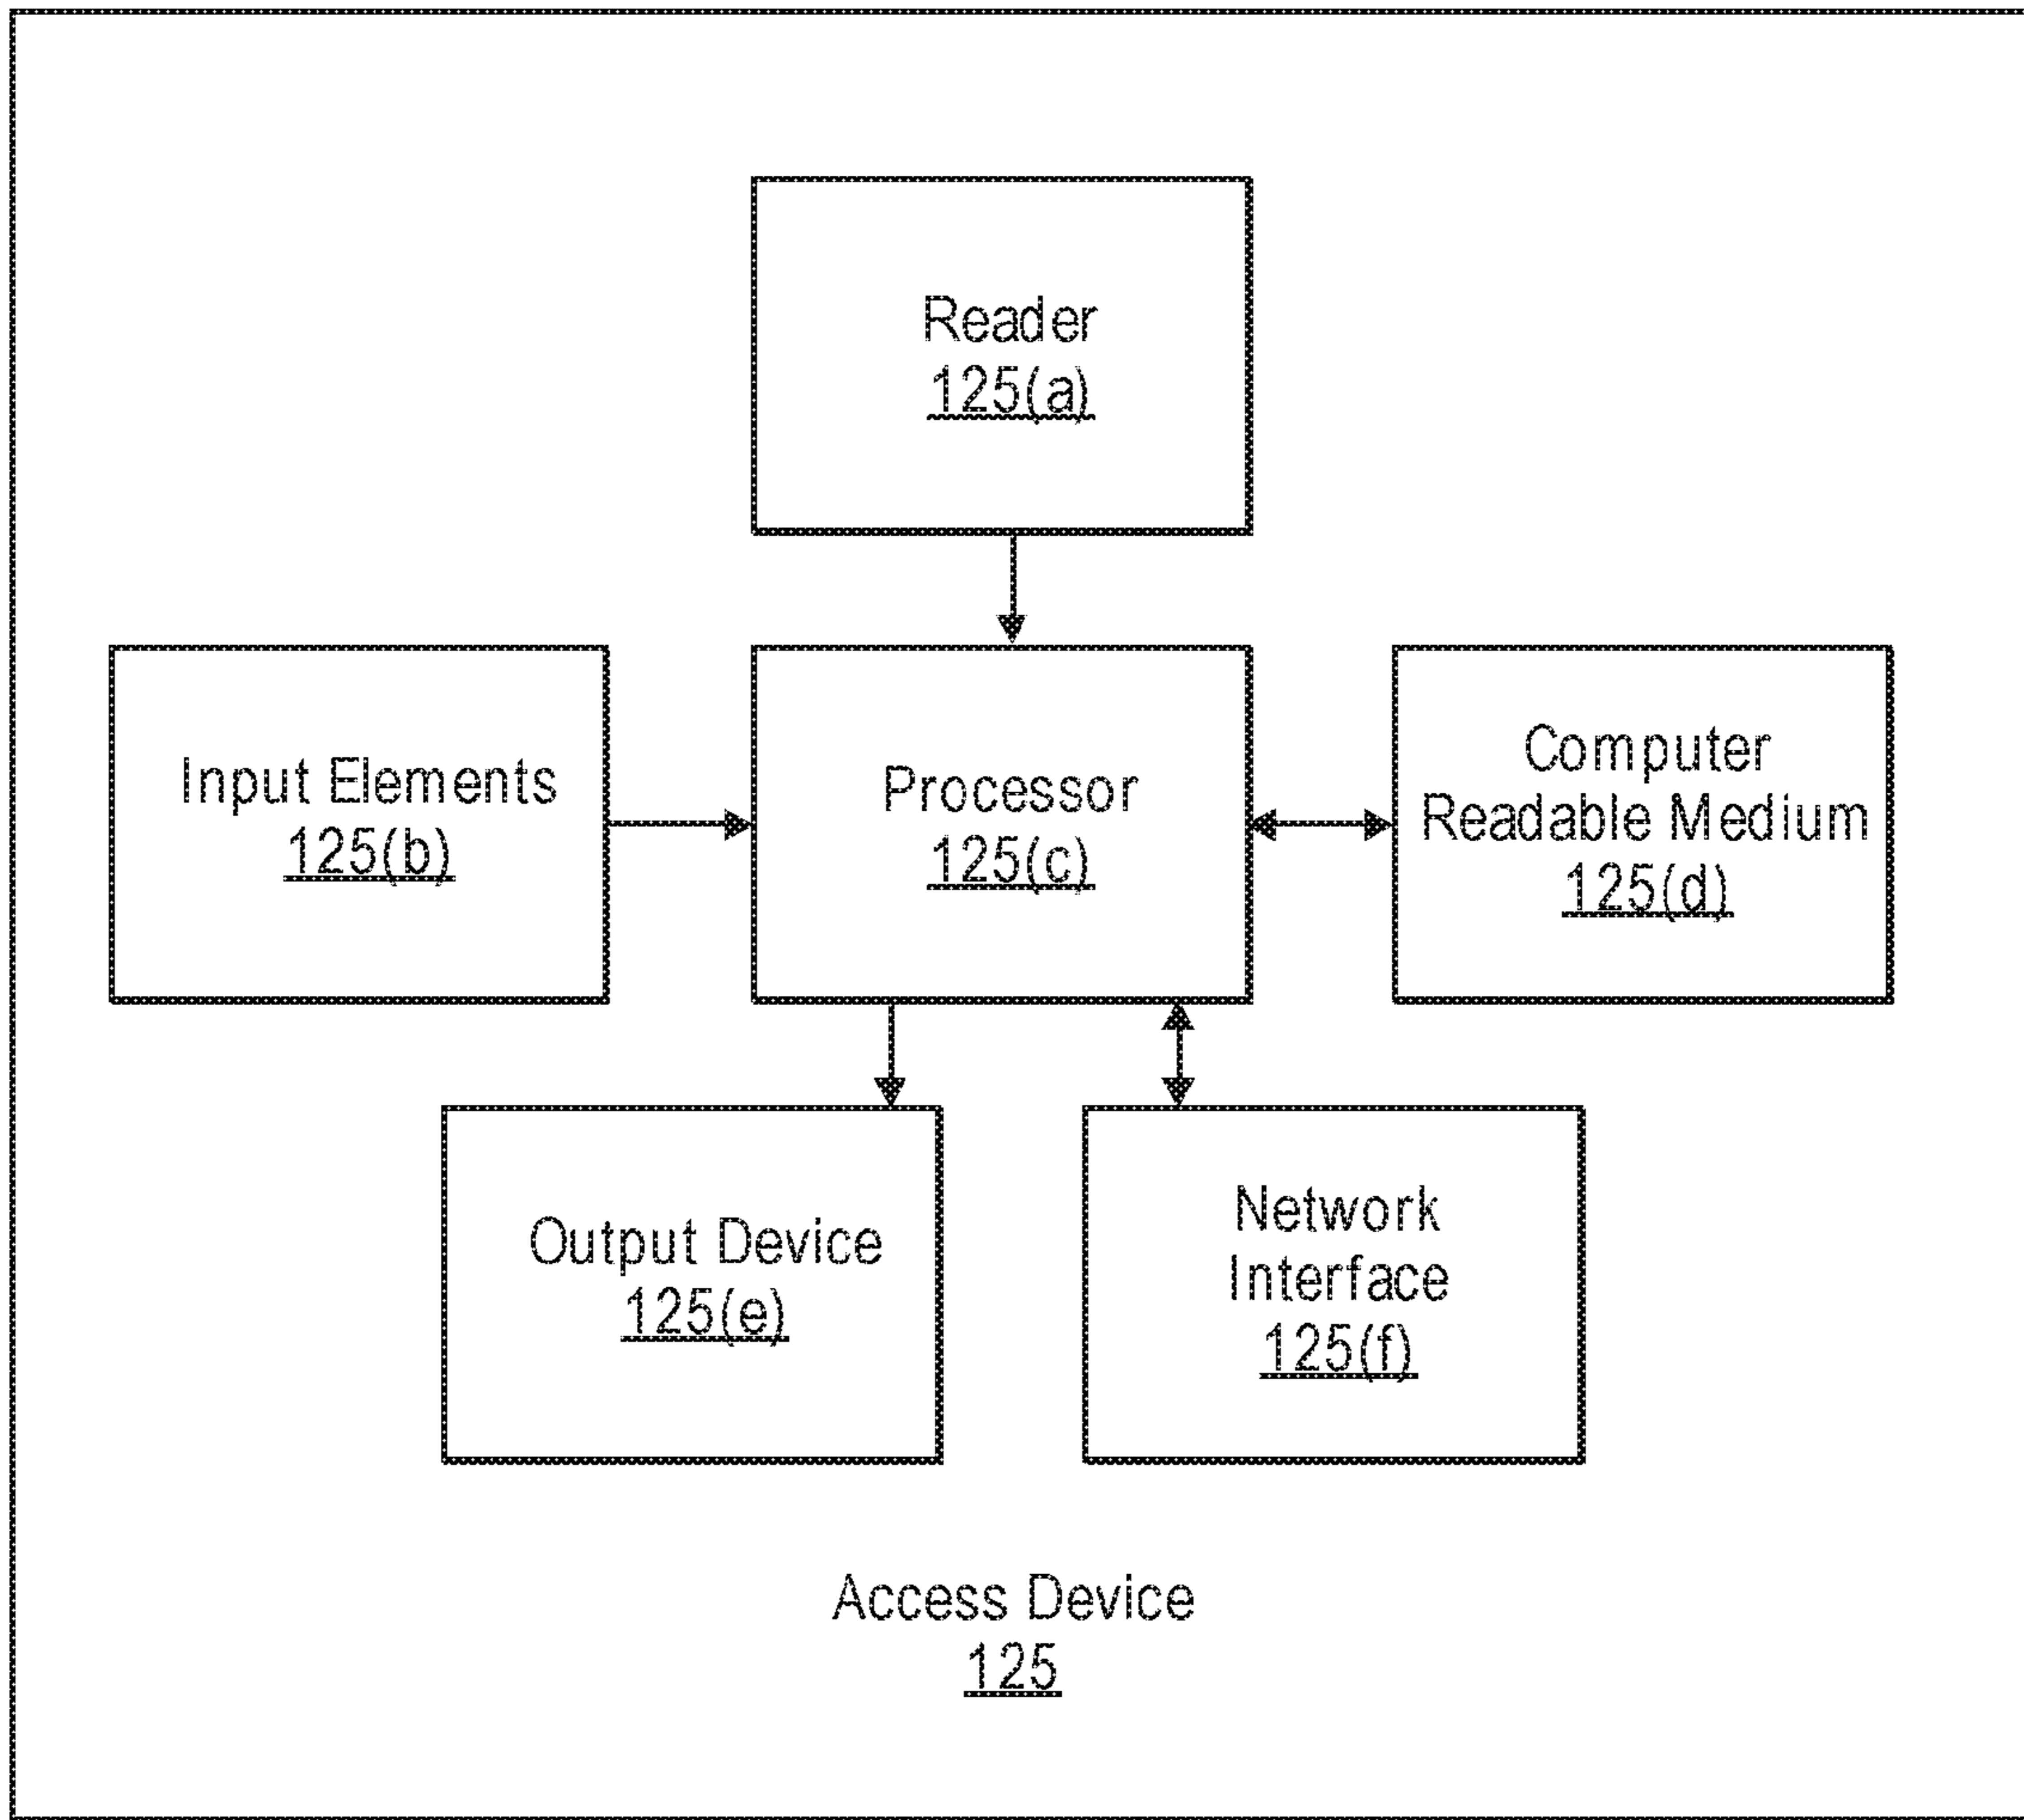 Reader
125(a)
Input Elements
125(b)
Processor
125(c)
Computer
Readable Medium
125(d)
Output Device
125(e)
Network
Interface
125(f)
Access Device
125